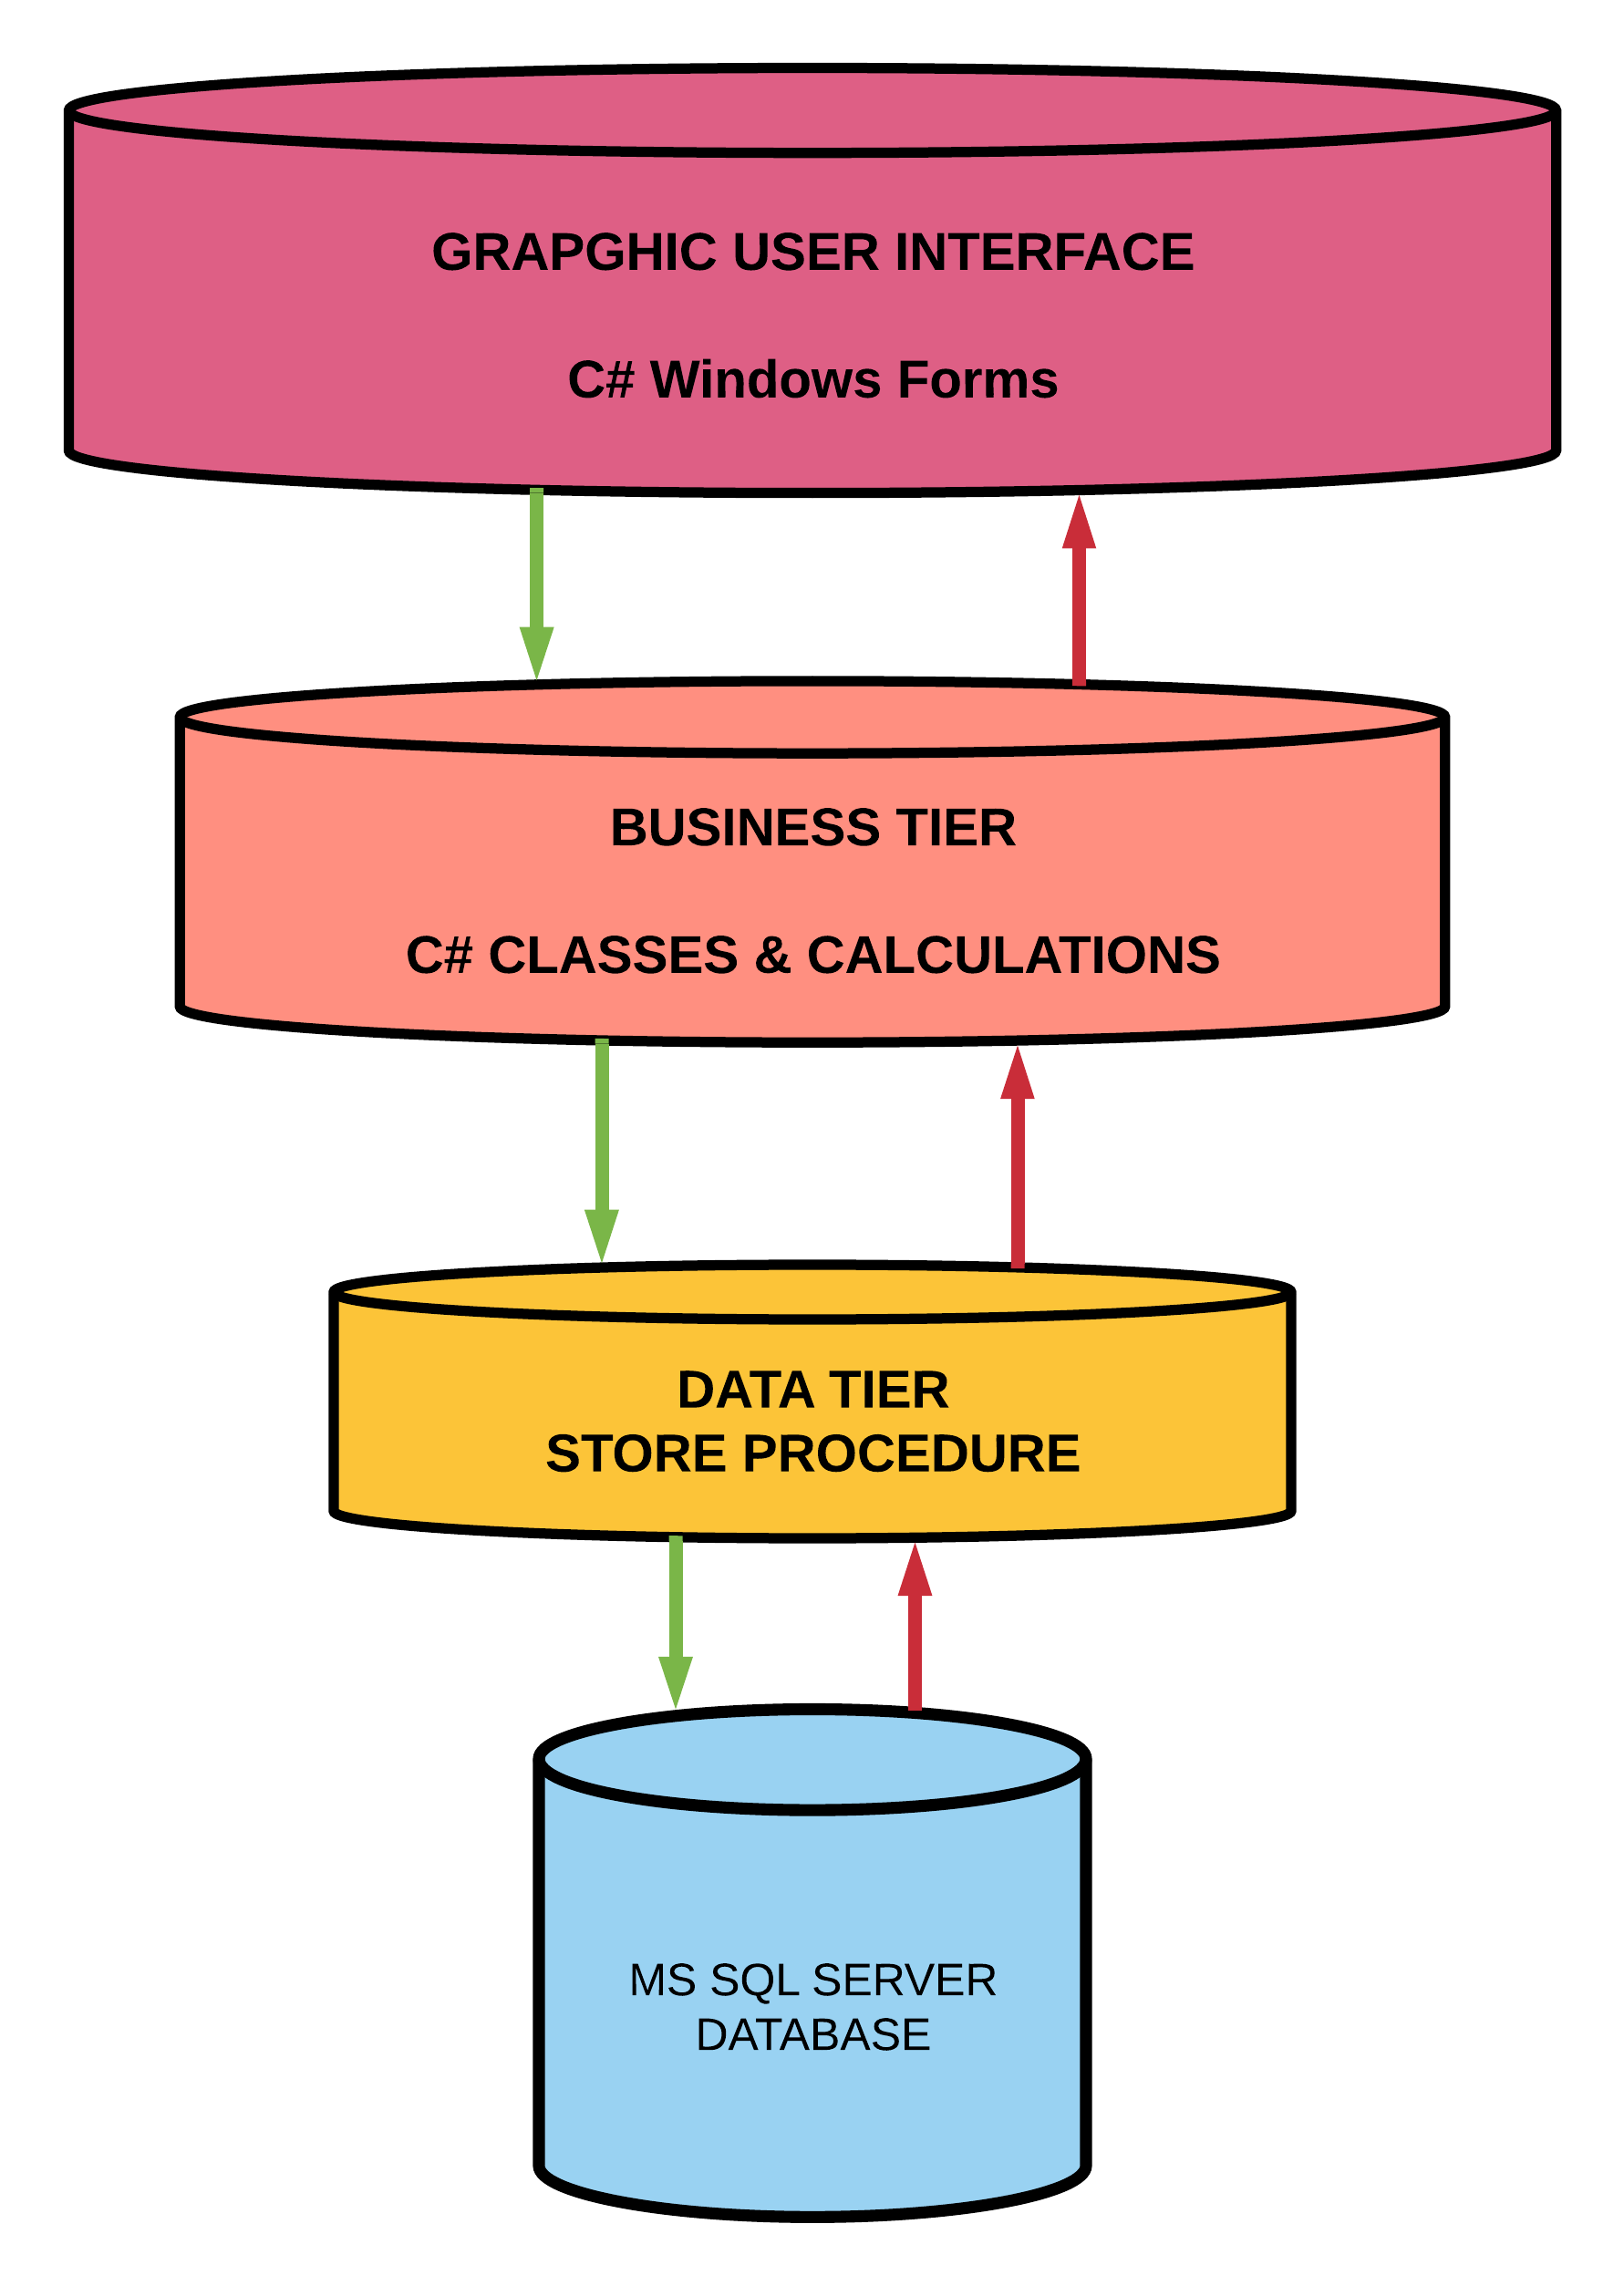 GRAPGHIC USER INTERFACE
C# Windows Forms
BUSINESS TIER
C# CLASSES & CALCULATIONS
DATA TIER
STORE PROCEDURE
MS SQL SERVER
DATABASE